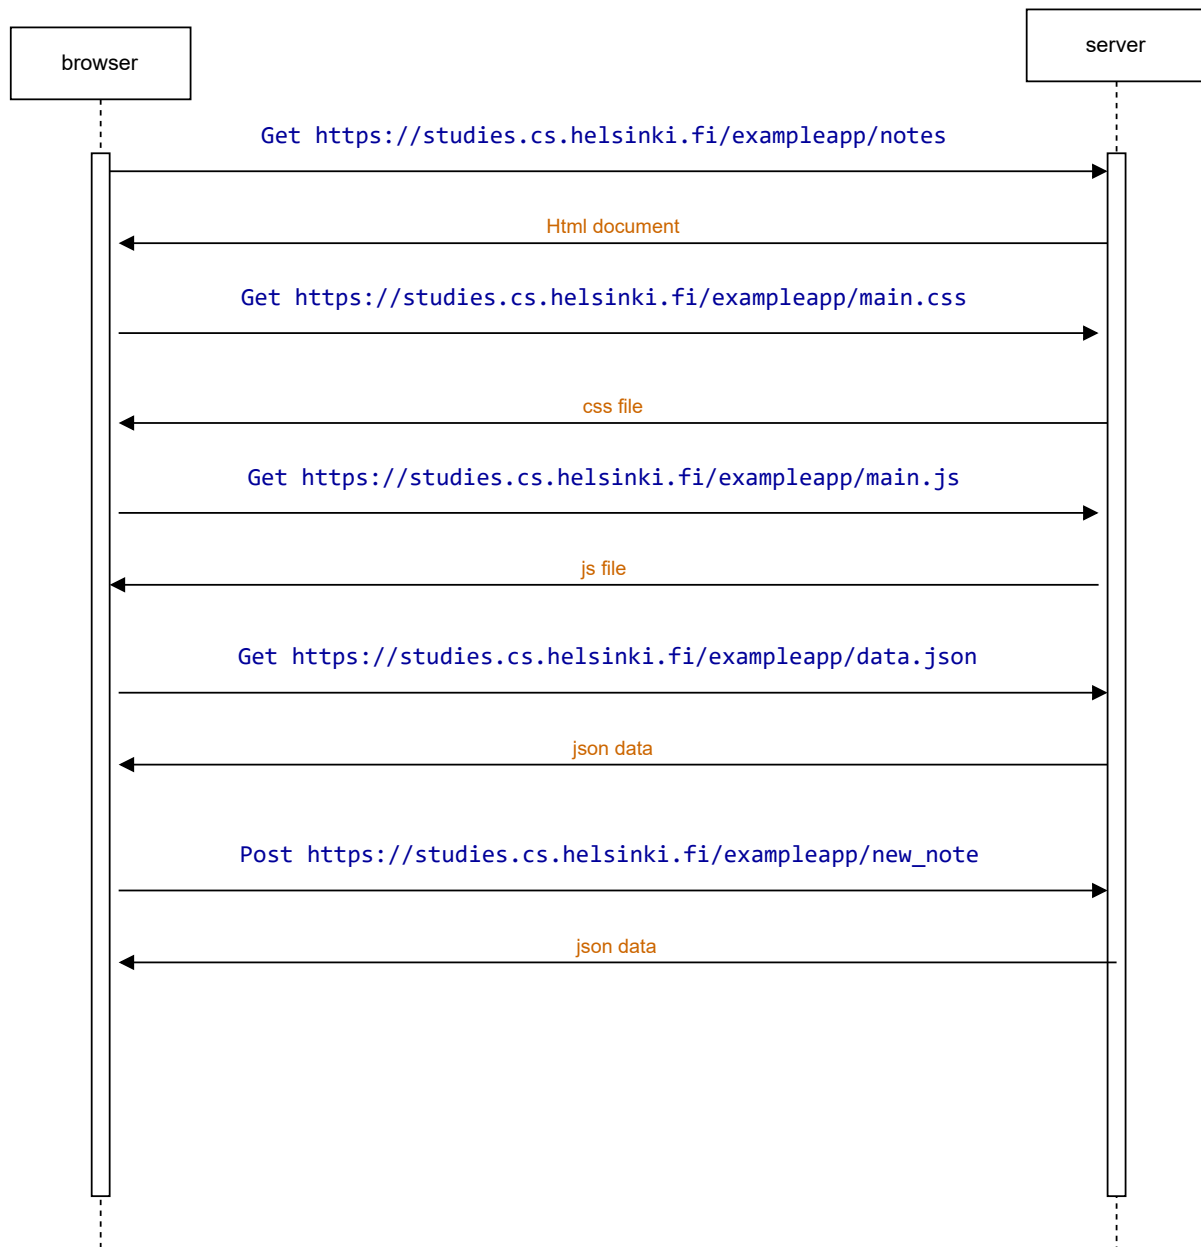 browser
server
Get https://studies.cs.helsinki.fi/exampleapp/notes
Html document
Get https://studies.cs.helsinki.fi/exampleapp/main.css
css file
Get https://studies.cs.helsinki.fi/exampleapp/main.js
js file
Get https://studies.cs.helsinki.fi/exampleapp/data.json
json data
Post https://studies.cs.helsinki.fi/exampleapp/new_note
json data